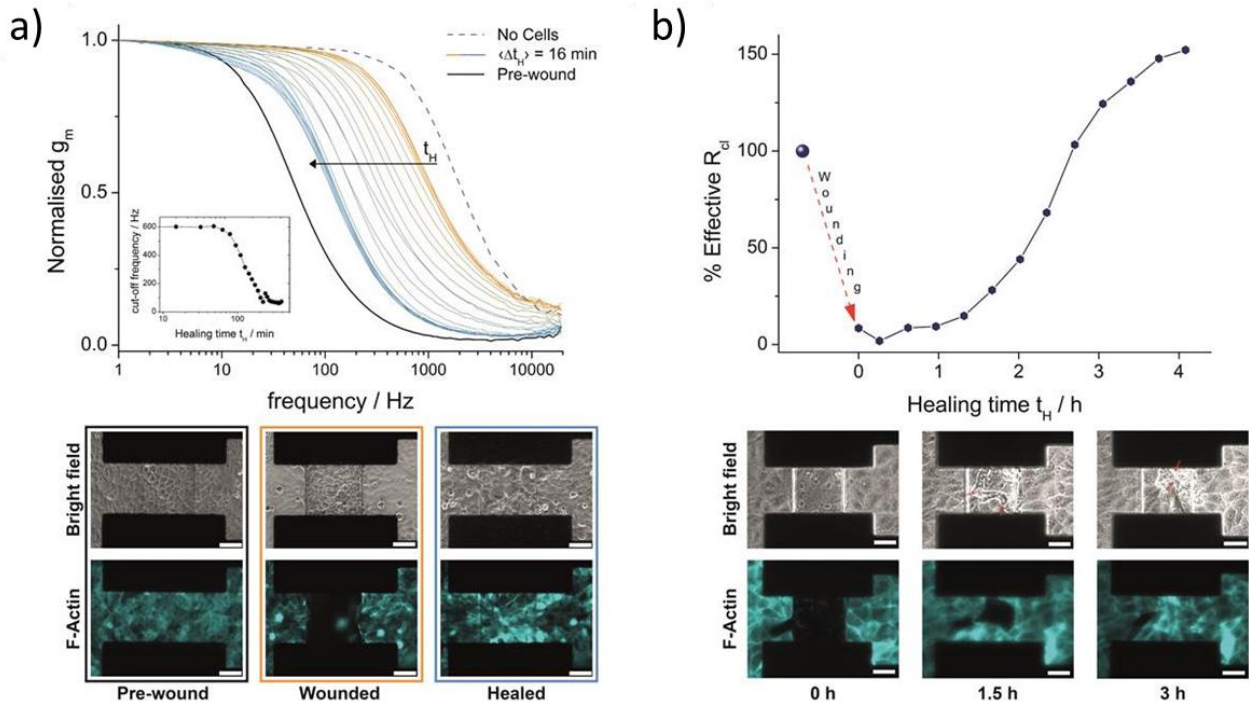 a)
No Cells
‹Δt_H› = 16 min
Pre-wound
1.0
0.5
0.0
Normalised g_m
t_H
600
400
200
cut-off frequency / Hz
10
100
Healing time t_H / min
1
10
100
1000
10000
frequency / Hz
Bright field
F-Actin
Pre-wound
Wounded
Healed
b)
150
100
50
0
% Effective R_cl
Wounding
0
1
2
3
4
Healing time t_H / h
Bright field
F-Actin
0 h
1.5 h
3 h